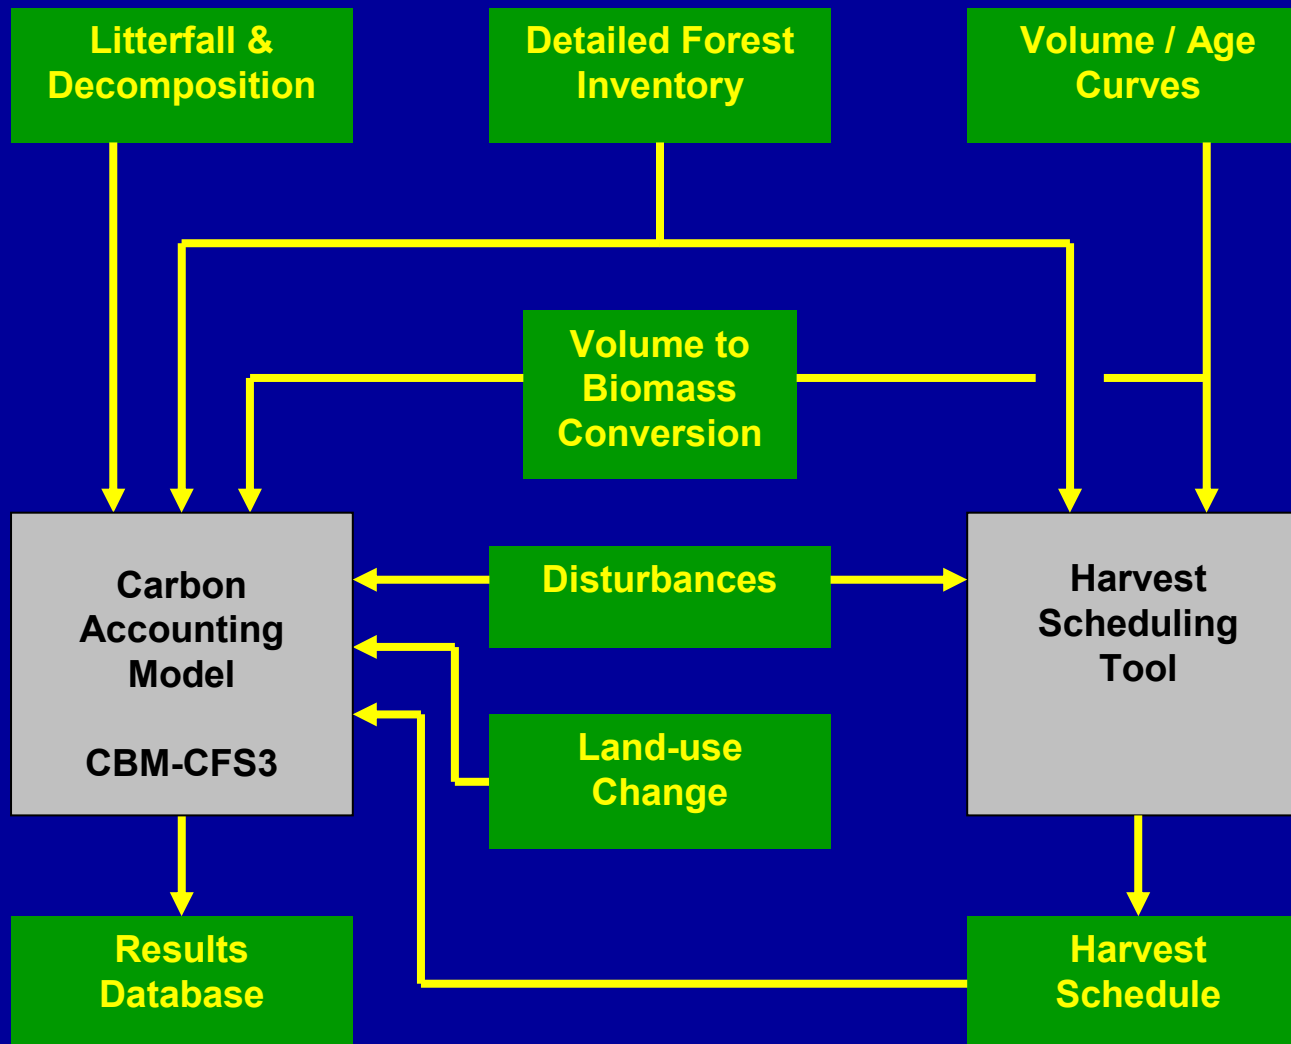 Litterfall &
Decomposition
Detailed Forest
Inventory
Volume / Age
Curves
Volume to
Biomass
Conversion
Carbon
Accounting
Model
CBM-CFS3
Disturbances
Harvest
Scheduling
Tool
Land-use
Change
Results
Database
Harvest
Schedule